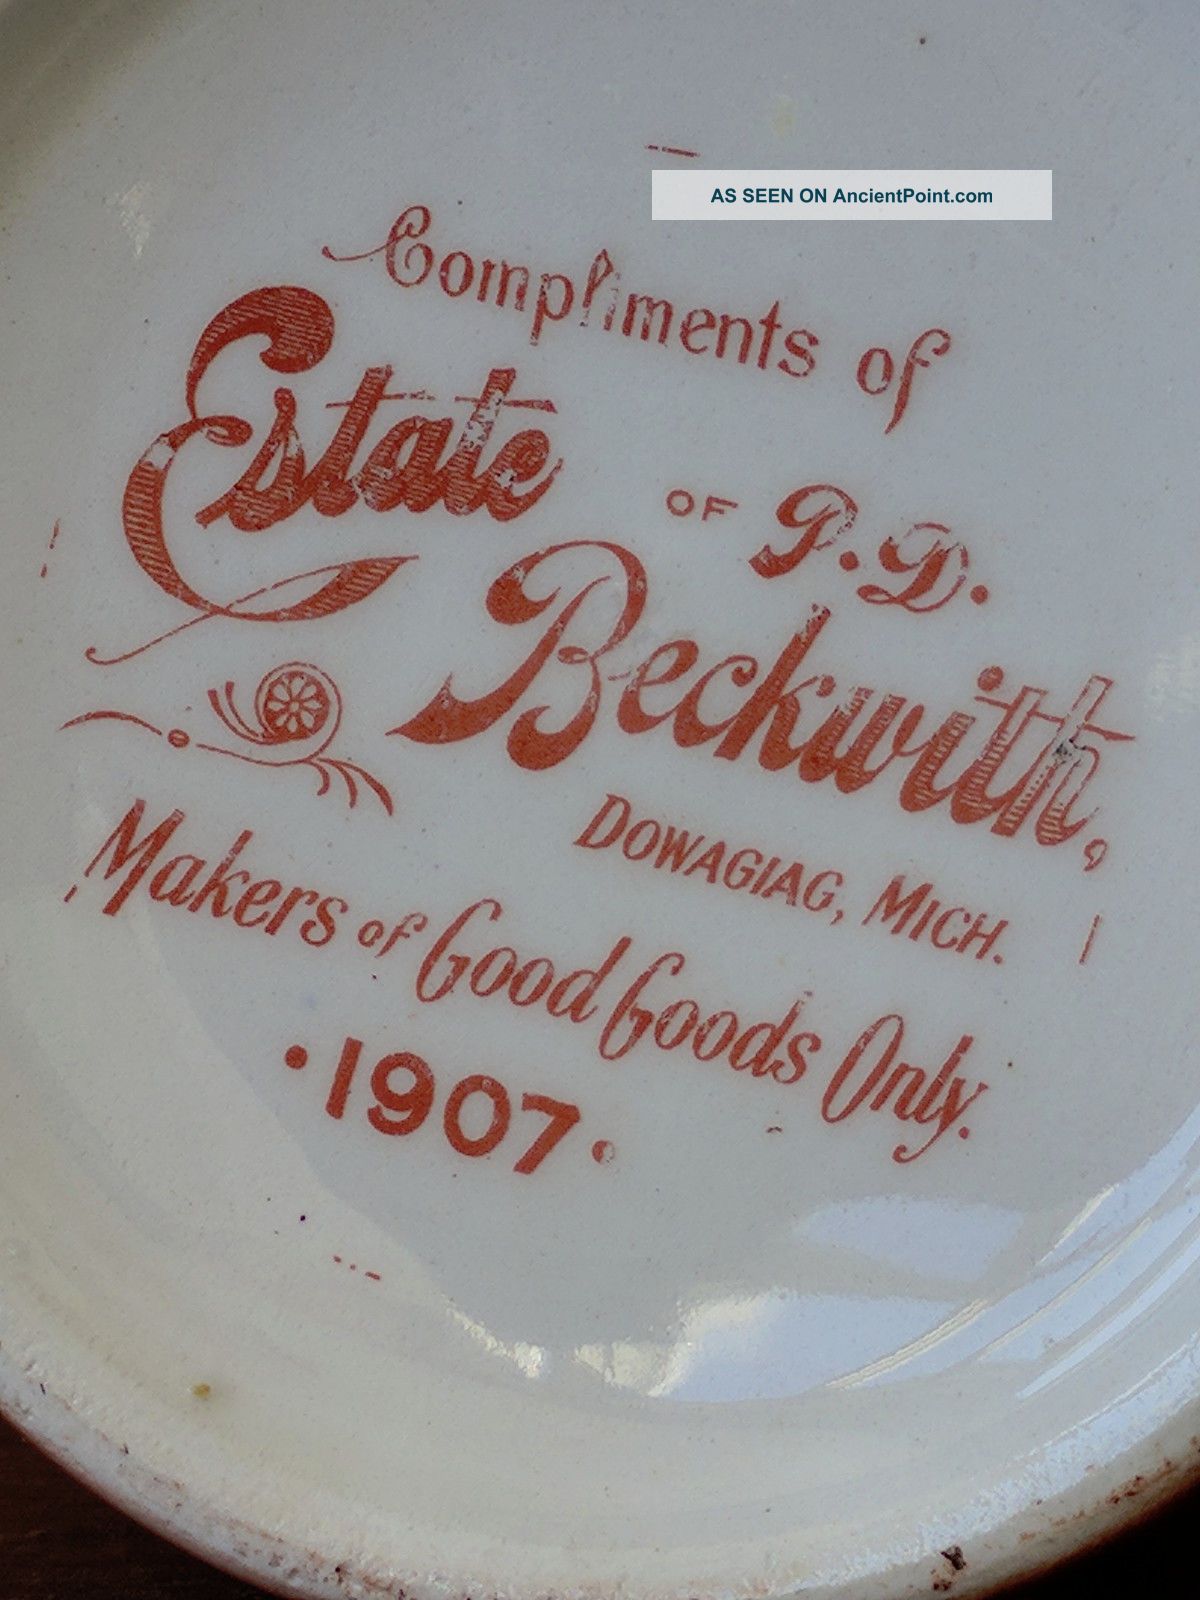 AS SEEN ON AncientPoint.com
Compliments of
Estate OF P.D.
Beckwith,
DOWAGIAG, MICH.
Makers of Good Goods Only.
• 1907 •